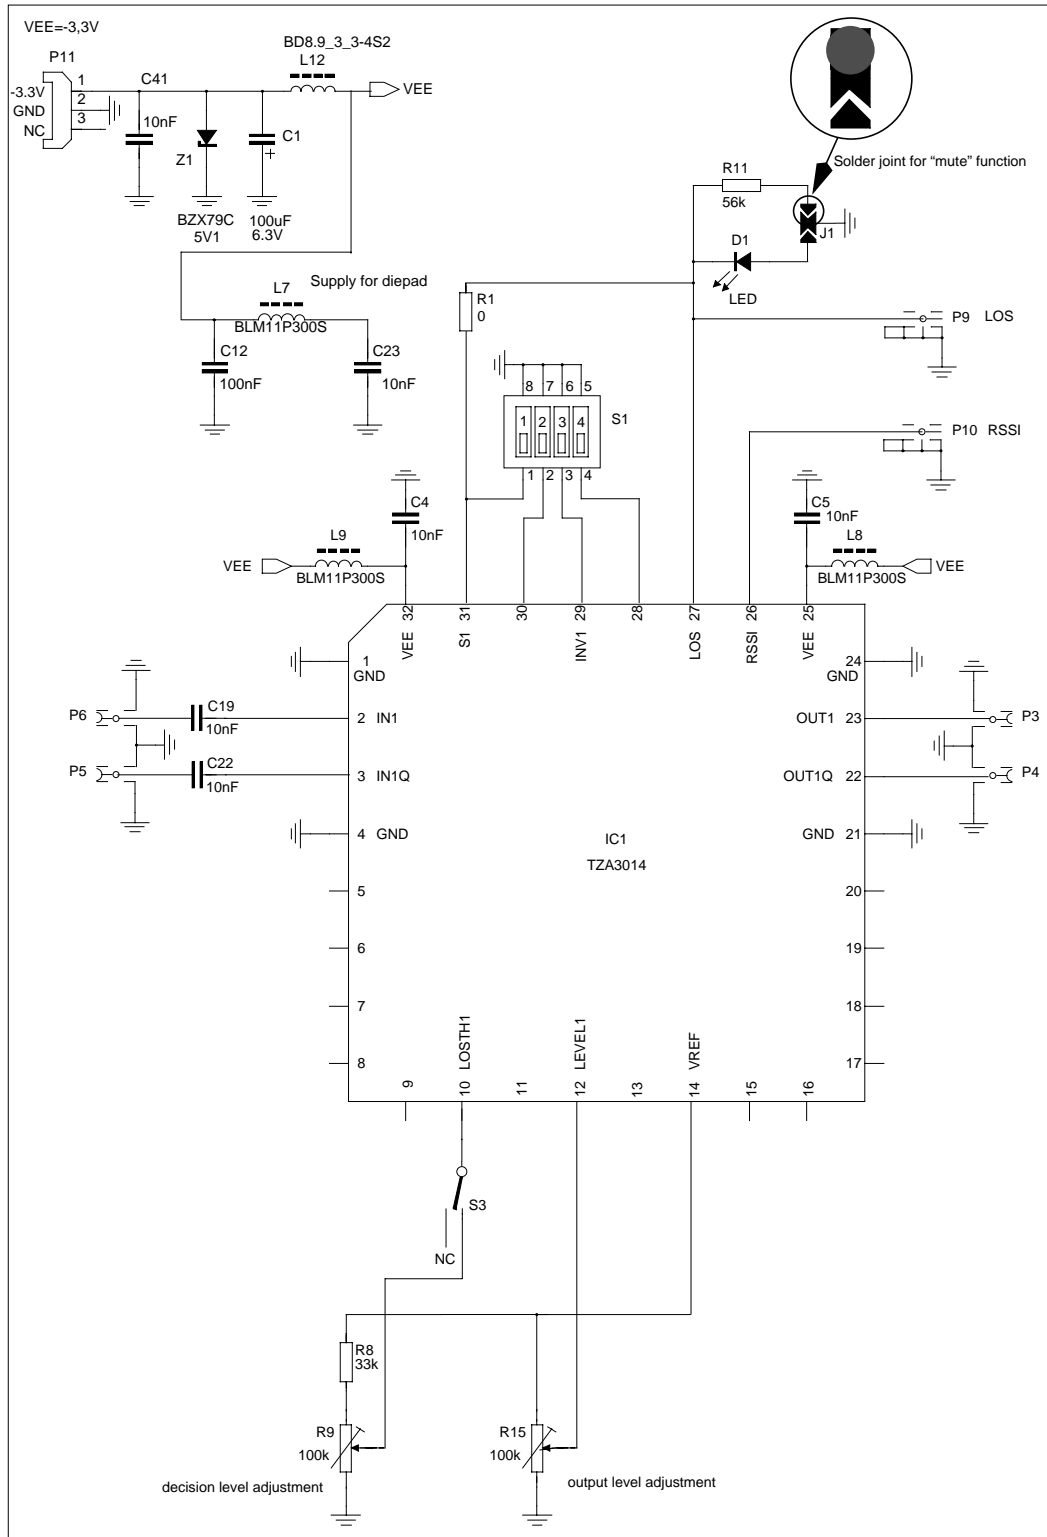 VEE=-3,3V
P11
-3.3V
GND
NC
1
2
3
C41
10nF
Z1
BZX79C
5V1
C1
100uF
6.3V
BD8.9_3_3-4S2
L12
VEE
Supply for diepad
L7
BLM11P300S
C12
100nF
C23
10nF
Solder joint for “mute” function
R11
56k
J1
D1
LED
R1
0
P9 LOS
8 7 6 5
1 2 3 4
S1
1 2 3 4
P10 RSSI
C4
10nF
L9
VEE
BLM11P300S
C5
10nF
L8
BLM11P300S
VEE
32
VEE
31
S1
30
29
INV1
28
27
LOS
26
RSSI
25
VEE
1
GND
24
GND
P6
C19
10nF
2 IN1
OUT1 23
P3
P5
C22
10nF
3 IN1Q
OUT1Q 22
P4
4 GND
GND 21
IC1
TZA3014
5
20
6
19
7
18
8
17
9
10
LOSTH1
11
12
LEVEL1
13
14
VREF
15
16
S3
NC
R8
33k
R9
100k
decision level adjustment
R15
100k
output level adjustment